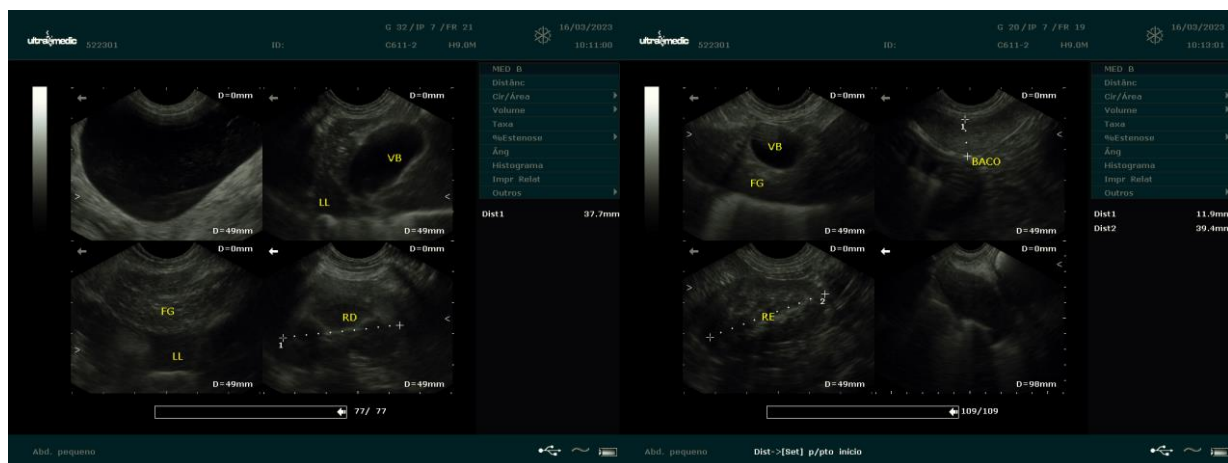 ultramedic
522301
ID:
G 32/IP 7 /FR 21
C611-2 H9.0M
16/03/2023
10:11:00
D=0mm
D=49mm
D=0mm
VB
LL
D=49mm
D=0mm
FG
LL
D=49mm
D=0mm
RD
1
D=49mm
77/ 77
MED B
Distânc
Cir/Área
Volume
Taxa
%Estenose
Âng
Histograma
Impr Relat
Outros
Dist1 37.7mm
Abd. pequeno
ultramedic
522301
ID:
G 20/IP 7 /FR 19
C611-2 H9.0M
16/03/2023
10:13:01
D=0mm
VB
FG
D=49mm
D=0mm
1
BACO
D=49mm
D=0mm
RE
2
D=49mm
D=0mm
D=98mm
109/109
MED B
Distânc
Cir/Área
Volume
Taxa
%Estenose
Âng
Histograma
Impr Relat
Outros
Dist1 11.9mm
Dist2 39.4mm
Abd. pequeno
Dist->[Set] p/pto início